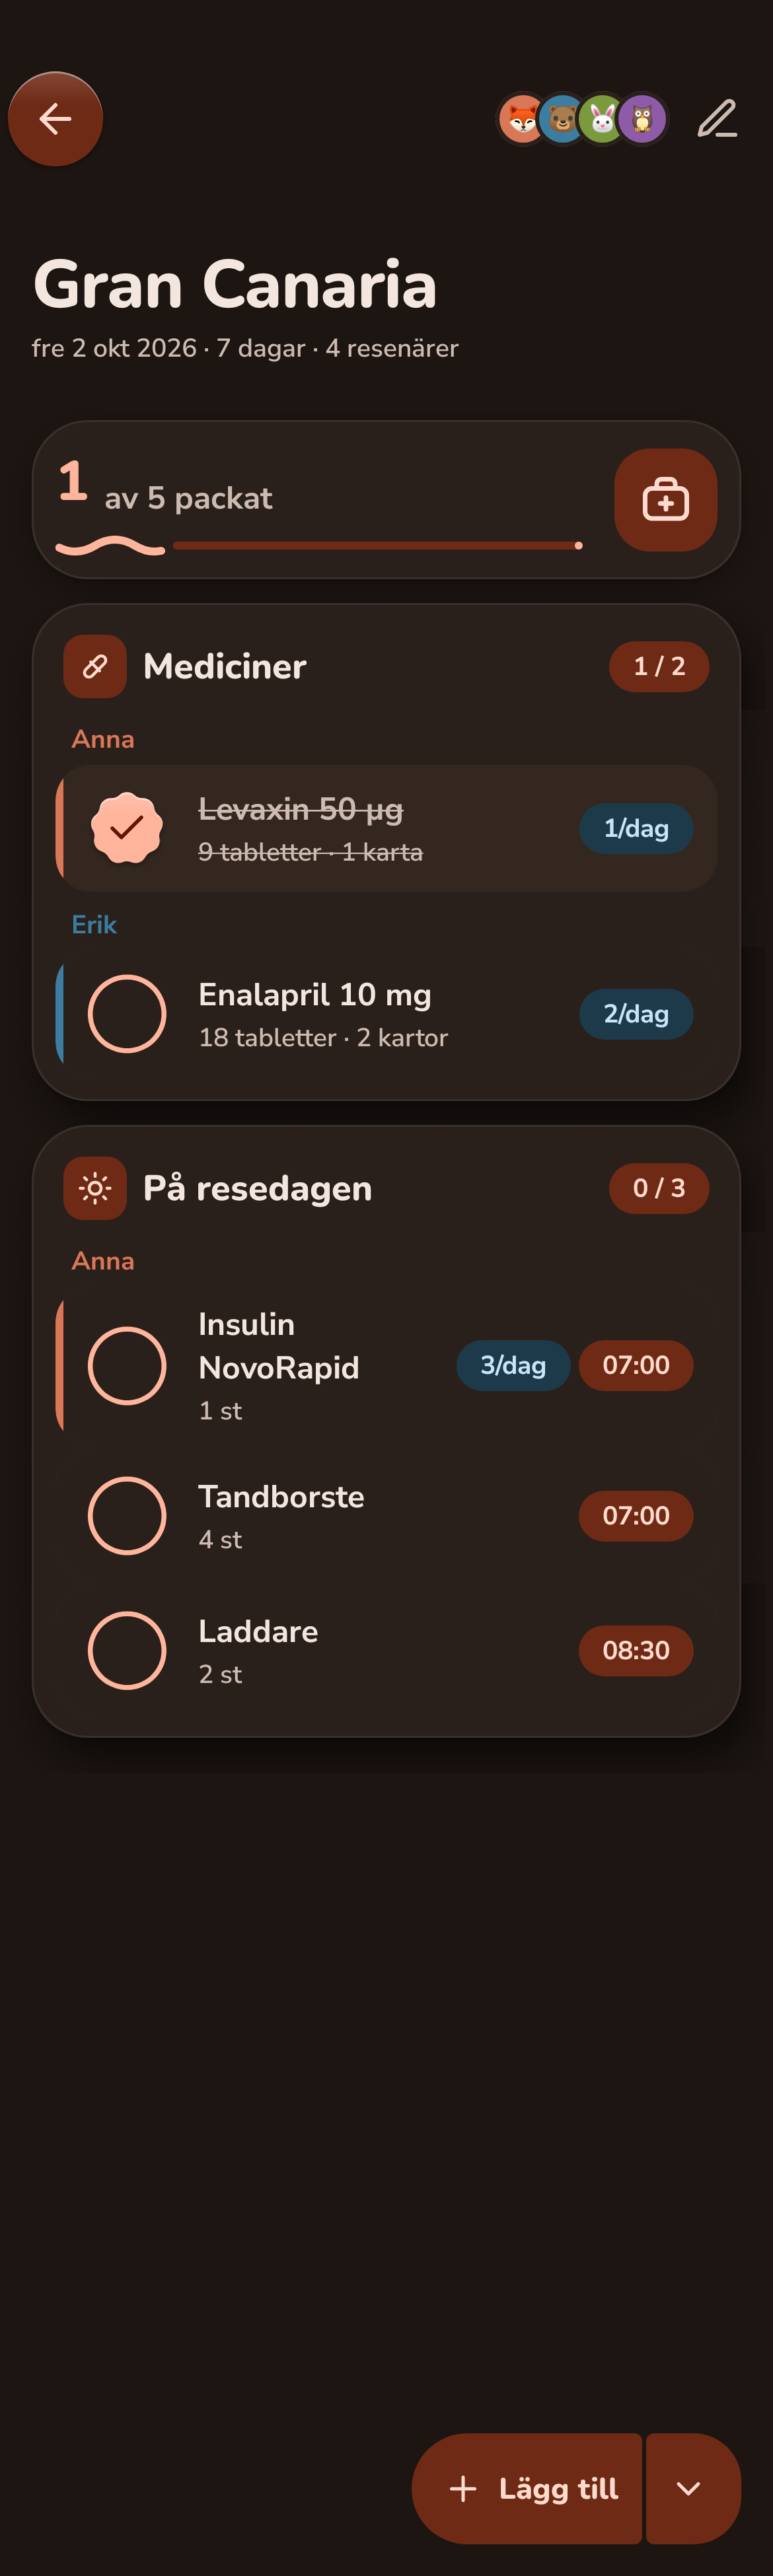 Gran Canaria
fre 2 okt 2026 · 7 dagar · 4 resenärer
1 av 5 packat
Mediciner
1 / 2
Anna
Levaxin 50 µg
9 tabletter · 1 karta
1/dag
Erik
Enalapril 10 mg
18 tabletter · 2 kartor
2/dag
På resedagen
0 / 3
Anna
Insulin
NovoRapid
1 st
3/dag
07:00
Tandborste
4 st
07:00
Laddare
2 st
08:30
Lägg till